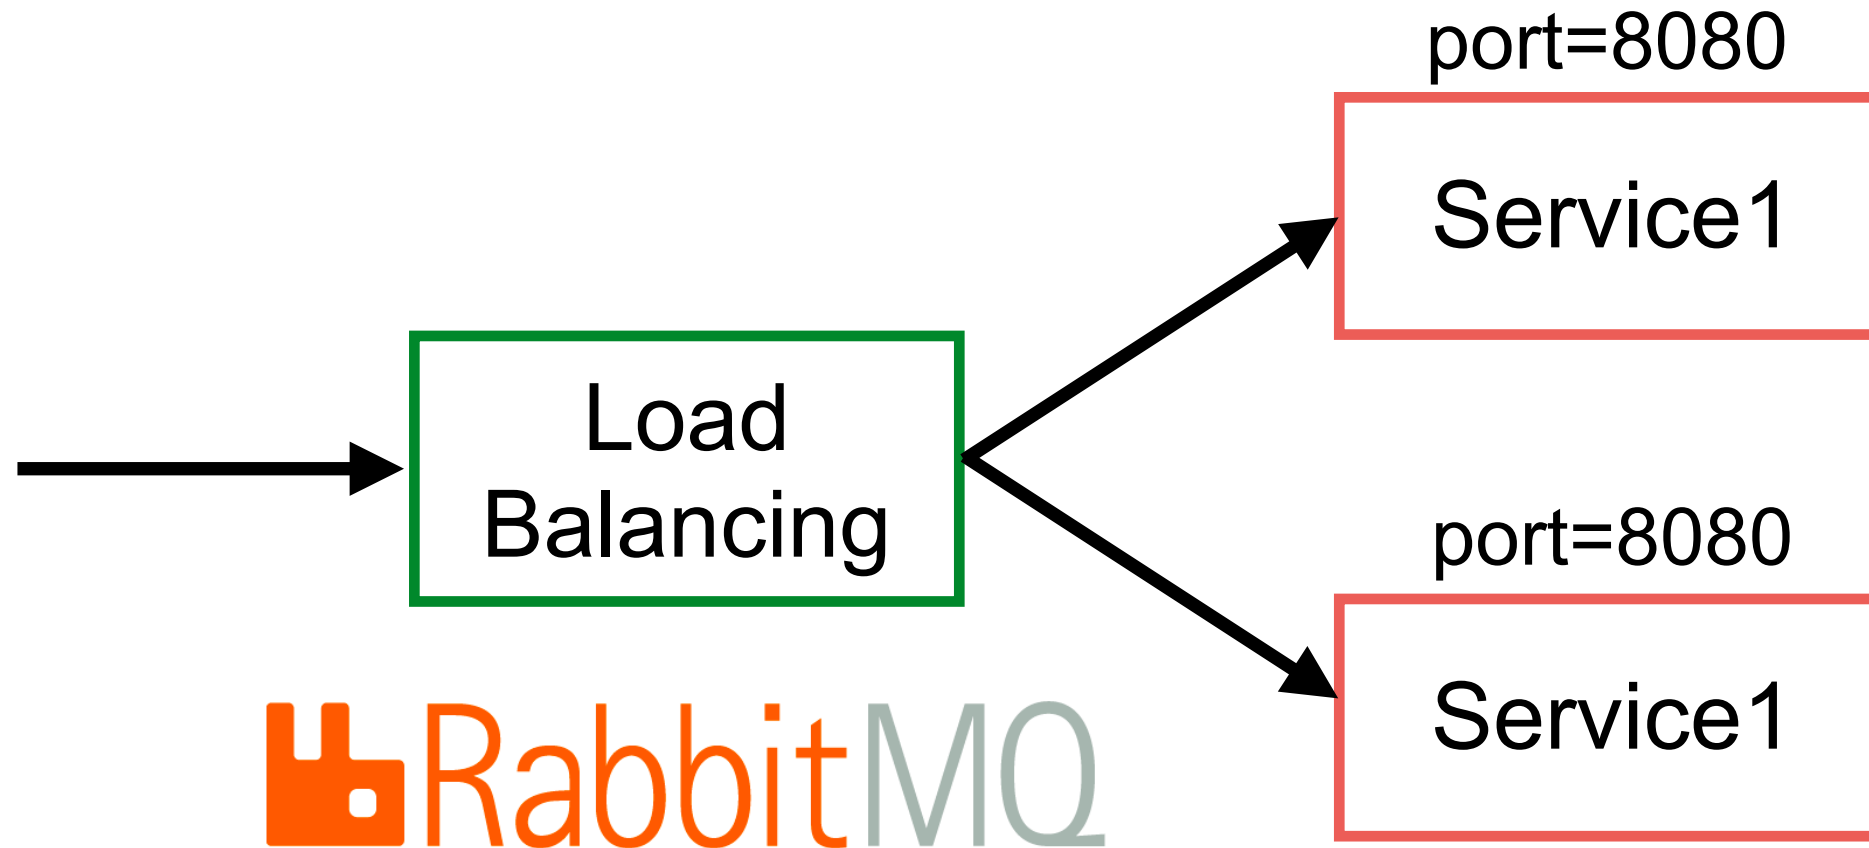 port=8080
Service1
Load
Balancing
port=8080
Service1
RabbitMQ